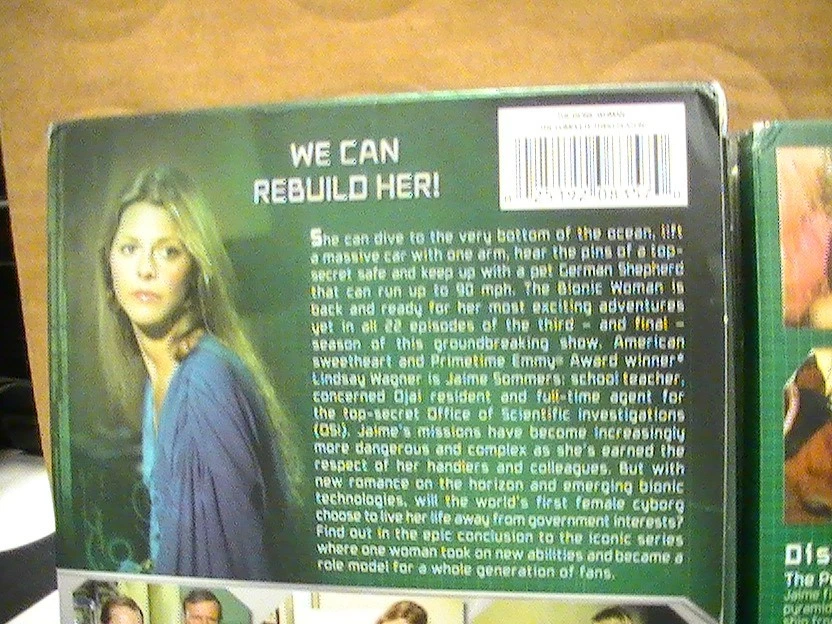 WE CAN
REBUILD HER!
THE BIONIC WOMAN
She can dive to the very bottom of the ocean, lift
a massive car with one arm, hear the pins of a top-
secret safe and keep up with a pet German Shepherd
that can run up to 90 mph. The Bionic Woman is
back and ready for her most exciting adventures
yet in all 22 episodes of the third – and final –
season of this groundbreaking show. American
sweetheart and Primetime Emmy® Award winner*
Lindsay Wagner is Jaime Sommers: school teacher,
concerned Ojai resident and full-time agent for
the top-secret Office of Scientific Investigations
(OSI). Jaime's missions have become increasingly
more dangerous and complex as she's earned the
respect of her handlers and colleagues. But with
new romance on the horizon and emerging bionic
technologies, will the world's first female cyborg
choose to live her life away from government interests?
Find out in the epic conclusion to the iconic series
where one woman took on new abilities and became a
role model for a whole generation of fans.
Dis
The
Jaime